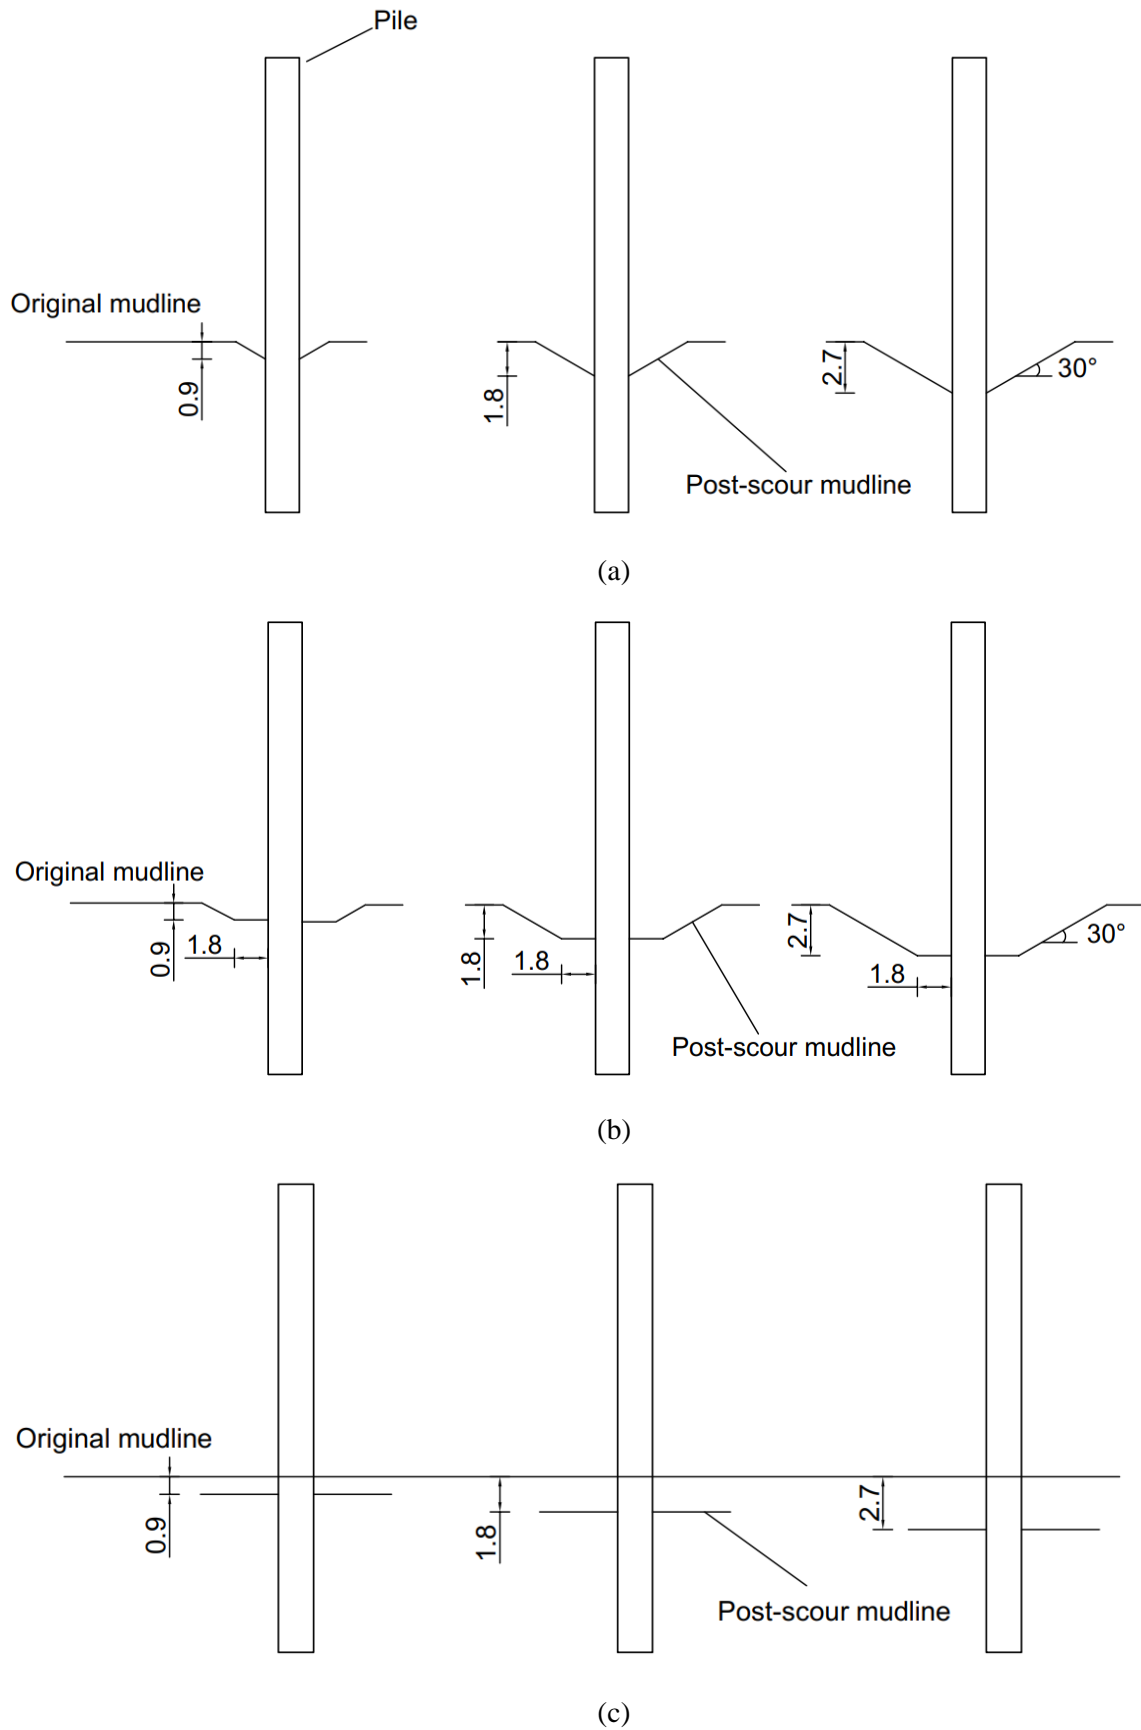 Pile
Original mudline
0.9
1.8
2.7
30°
Post-scour mudline
(a)
Original mudline
0.9
1.8
1.8
1.8
2.7
1.8
30°
Post-scour mudline
(b)
Original mudline
0.9
1.8
2.7
Post-scour mudline
(c)